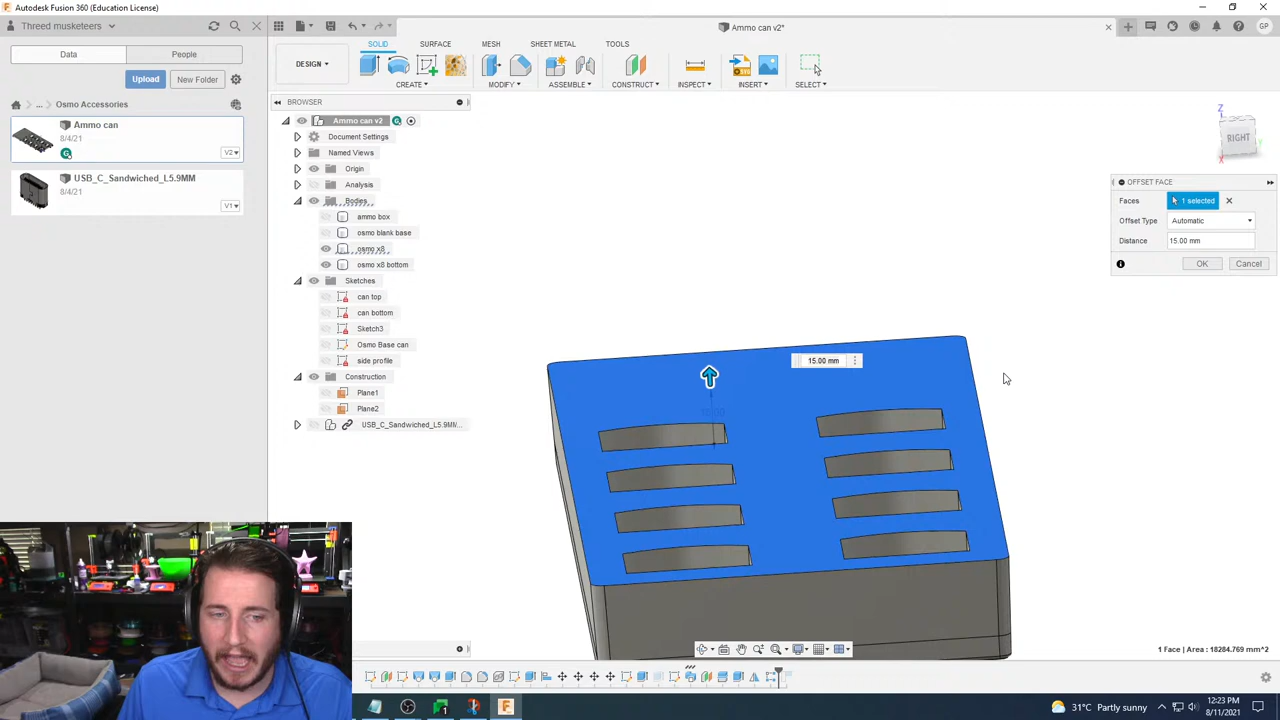 Autodesk Fusion 360 (Education License)
Threed musketeers
Ammo can v2*
GP
Data
People
Upload
New Folder
... Osmo Accessories
Ammo can
8/4/21
V2
USB_C_Sandwiched_L5.9MM
8/4/21
V1
DESIGN
SOLID
SURFACE
MESH
SHEET METAL
TOOLS
CREATE
MODIFY
ASSEMBLE
CONSTRUCT
INSPECT
INSERT
SELECT
BROWSER
Ammo can v2
Document Settings
Named Views
Origin
Analysis
Bodies
ammo box
osmo blank base
osmo x8
osmo x8 bottom
Sketches
can top
can bottom
Sketch3
Osmo Base can
side profile
Construction
Plane1
Plane2
USB_C_Sandwiched_L5.9MM...
Z
RIGHT
Y
X
OFFSET FACE
Faces
1 selected
Offset Type
Automatic
Distance
15.00 mm
OK
Cancel
15.00 mm
15.00
1 Face | Area : 18284.769 mm^2
31°C Partly sunny
12:23 PM
8/11/2021